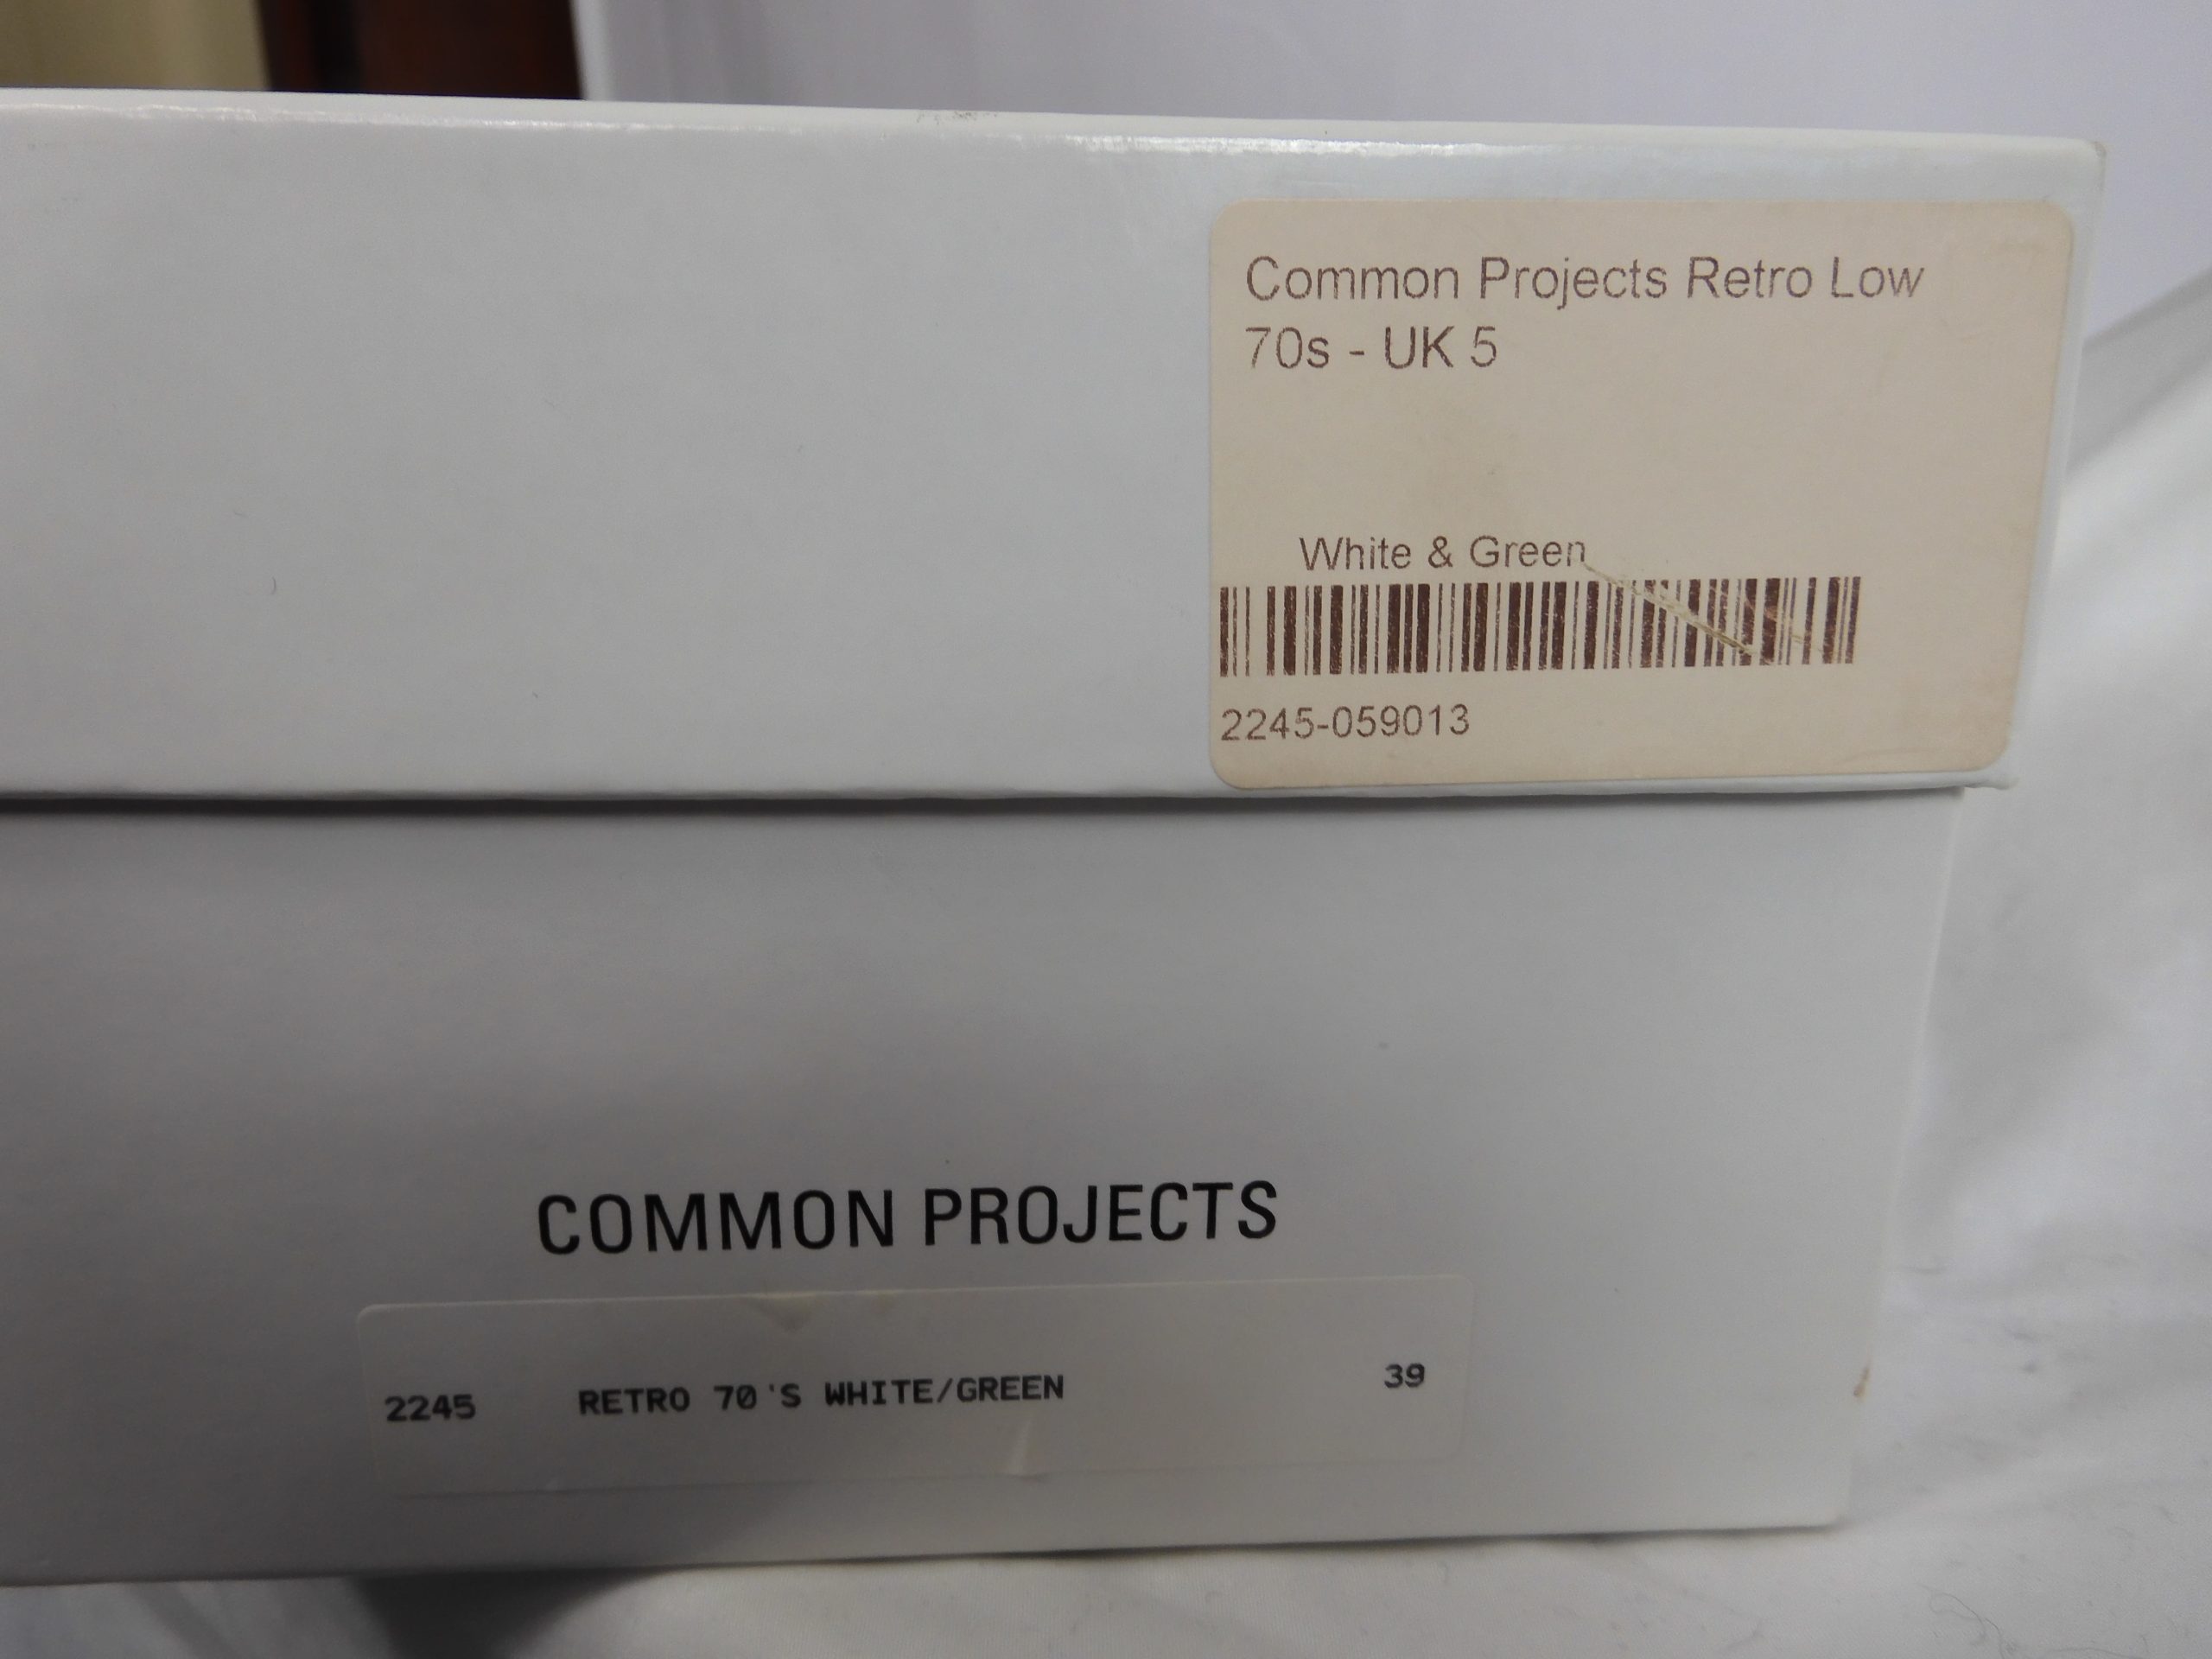 Common Projects Retro Low
70s - UK 5
White & Green
2245-059013
COMMON PROJECTS
2245 RETRO 70'S WHITE/GREEN 39